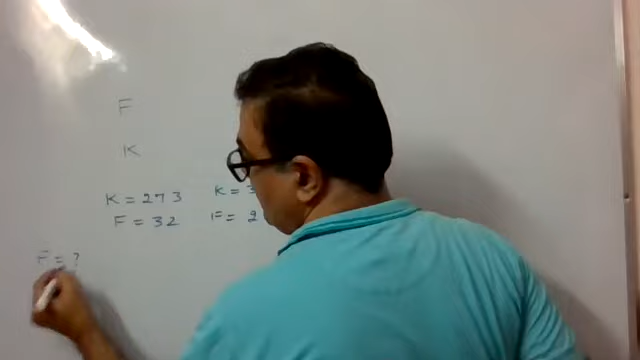 F
K
K = 273 K =
F = 32 F = 2
F = ?